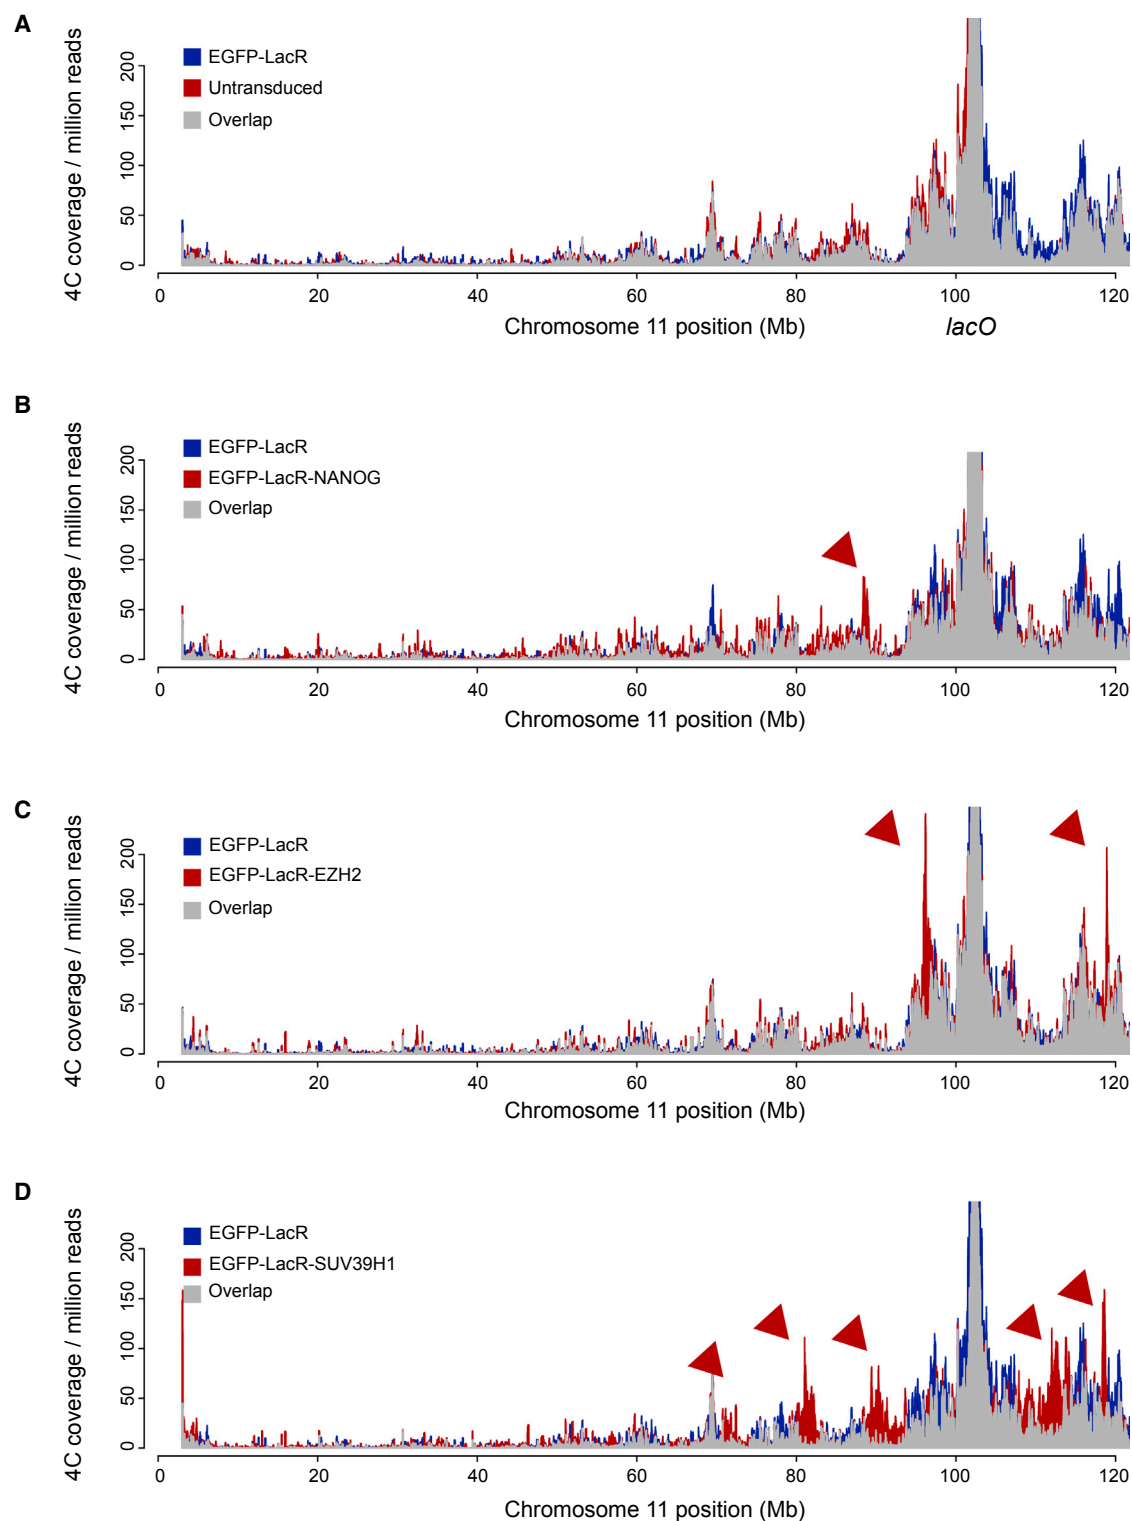 A
4C coverage / million reads
200
150
100
50
0
EGFP-LacR
Untransduced
Overlap
0 20 40 60 80 100 120
Chromosome 11 position (Mb)
lacO
B
4C coverage / million reads
200
150
100
50
0
EGFP-LacR
EGFP-LacR-NANOG
Overlap
0 20 40 60 80 100 120
Chromosome 11 position (Mb)
C
4C coverage / million reads
200
150
100
50
0
EGFP-LacR
EGFP-LacR-EZH2
Overlap
0 20 40 60 80 100 120
Chromosome 11 position (Mb)
D
4C coverage / million reads
200
150
100
50
0
EGFP-LacR
EGFP-LacR-SUV39H1
Overlap
0 20 40 60 80 100 120
Chromosome 11 position (Mb)